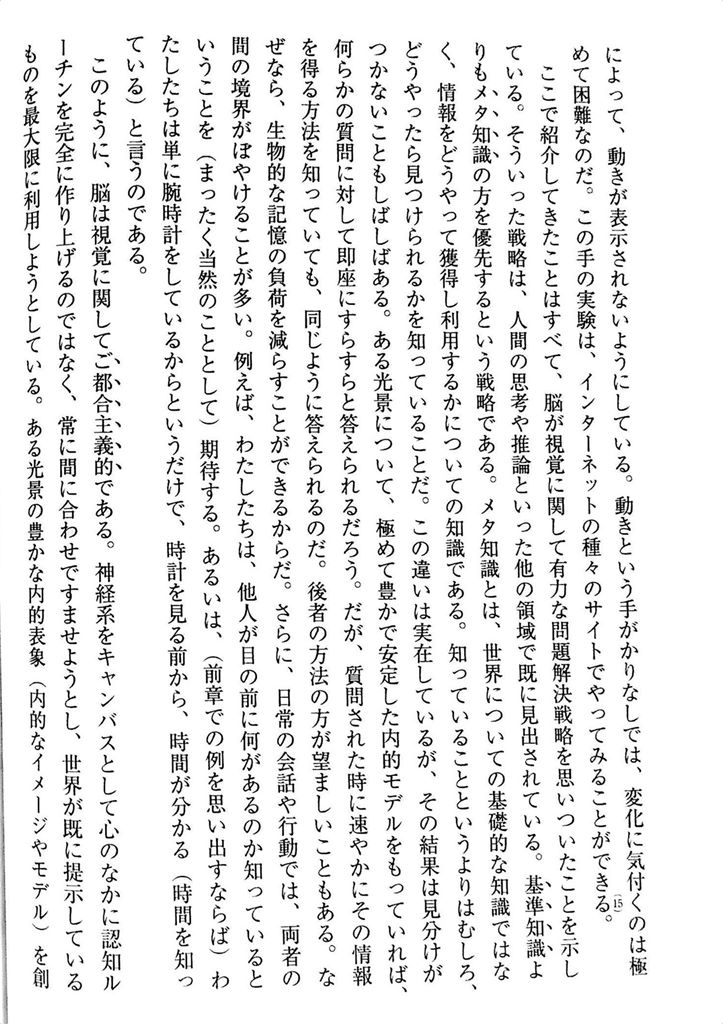 によって、動きが表示されないようにしている。動きという手がかりなしでは、変化に気付くのは極
めて困難なのだ。この手の実験は、インターネットの種々のサイトでやってみることができる。(15)
ここで紹介してきたことはすべて、脳が視覚に関して有力な問題解決戦略を思いついたことを示し
ている。そういった戦略は、人間の思考や推論といった他の領域で既に見出されている。基準知識よ
りもメタ知識の方を優先するという戦略である。メタ知識とは、世界についての基礎的な知識ではな
く、情報をどうやって獲得し利用するかについての知識である。知っていることというよりはむしろ、
どうやったら見つけられるかを知っていることだ。この違いは実在しているが、その結果は見分けが
つかないこともしばしばある。ある光景について、極めて豊かで安定した内的モデルをもっていれば、
何らかの質問に対して即座にすらすらと答えられるだろう。だが、質問された時に速やかにその情報
を得る方法を知っていても、同じように答えられるのだ。後者の方法の方が望ましいこともある。な
ぜなら、生物的な記憶の負荷を減らすことができるからだ。さらに、日常の会話や行動では、両者の
間の境界がぼやけることが多い。例えば、わたしたちは、他人が目の前に何があるのか知っていると
いうことを（まったく当然のこととして）期待する。あるいは、（前章での例を思い出すならば）わ
たしたちは単に腕時計をしているからというだけで、時計を見る前から、時間が分かる（時間を知っ
ている）と言うのである。
このように、脳は視覚に関してご都合主義的である。神経系をキャンバスとして心のなかに認知ル
ーチンを完全に作り上げるのではなく、常に間に合わせですませようとし、世界が既に提示している
ものを最大限に利用しようとしている。ある光景の豊かな内的表象（内的なイメージやモデル）を創